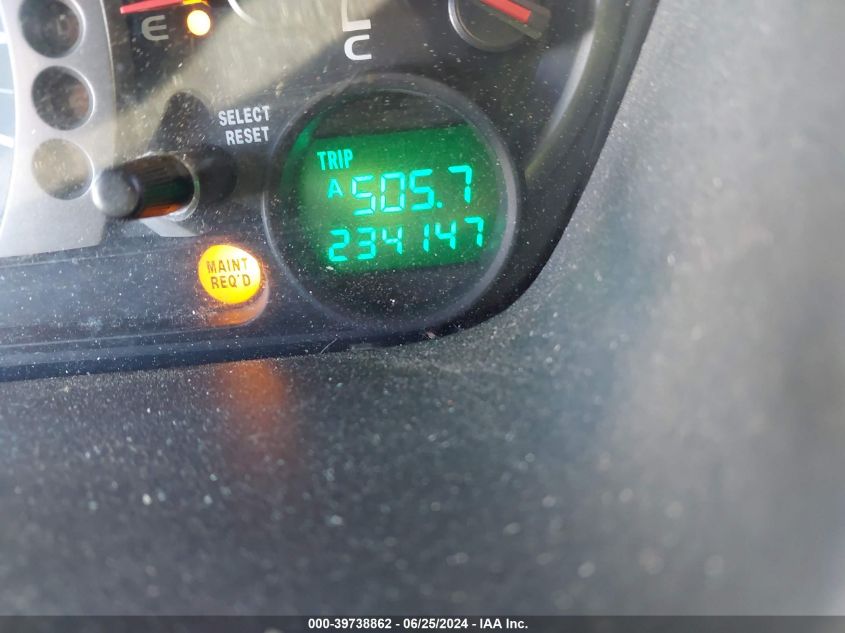 E
C
SELECT
RESET
TRIP
A 505.7
234147
MAINT
REQ'D
000-39738862 / 06/25/2024 - IAA Inc.